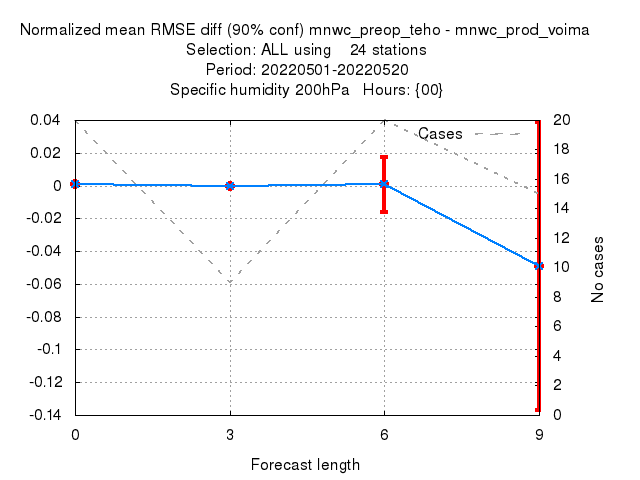 Normalized mean RMSE diff (90% conf) mnwc_preop_teho - mnwc_prod_voima
Selection: ALL using    24 stations
Period: 20220501-20220520
Specific humidity 200hPa   Hours: {00}
Cases
0.04
0.02
0
-0.02
-0.04
-0.06
-0.08
-0.1
-0.12
-0.14
20
18
16
14
12
10
8
6
4
2
0
No cases
0 3 6 9
Forecast length